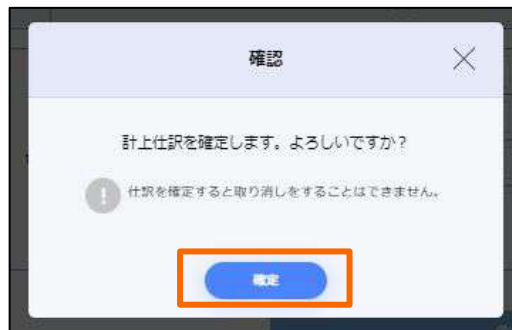 確認
計上仕訳を確定します。よろしいですか?
仕訳を確定すると取り消しをすることはできません。
確定